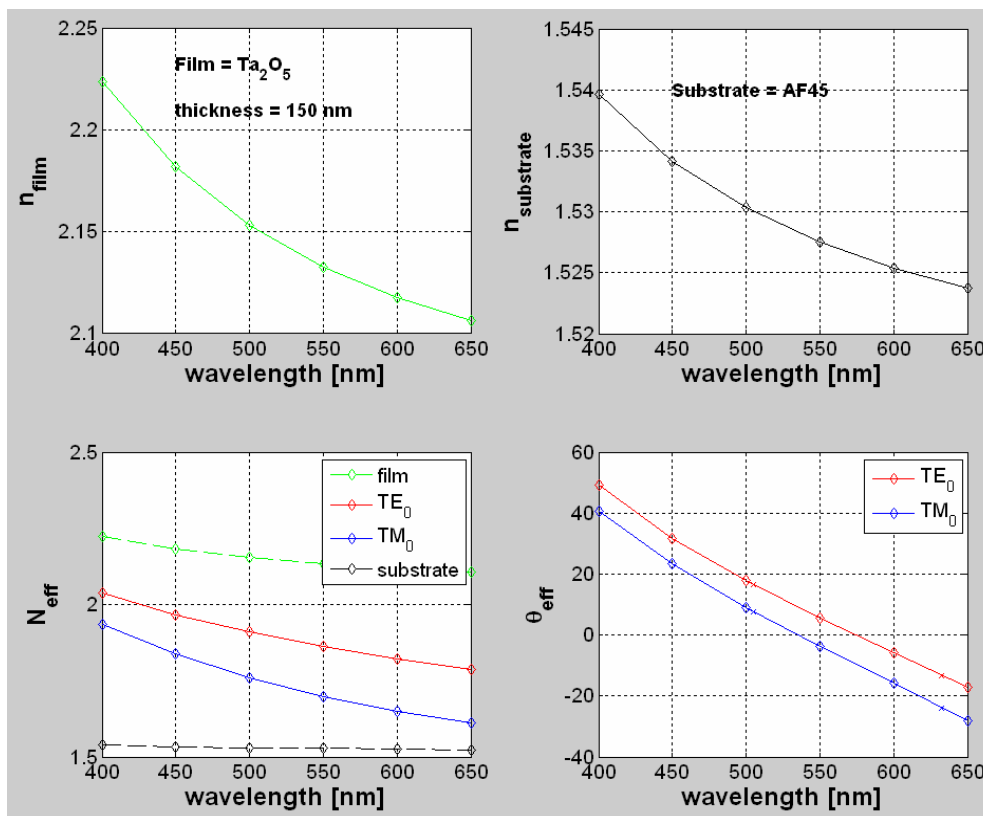 2.25
2.2
2.15
2.1
n_film
Film = Ta₂O₅
thickness = 150 nm
400 450 500 550 600 650
wavelength [nm]
1.545
1.54
1.535
1.53
1.525
1.52
n_substrate
Substrate = AF45
400 450 500 550 600 650
wavelength [nm]
2.5
2
1.5
N_eff
film
TE₀
TM₀
substrate
400 450 500 550 600 650
wavelength [nm]
60
40
20
0
-20
-40
θ_eff
TE₀
TM₀
400 450 500 550 600 650
wavelength [nm]